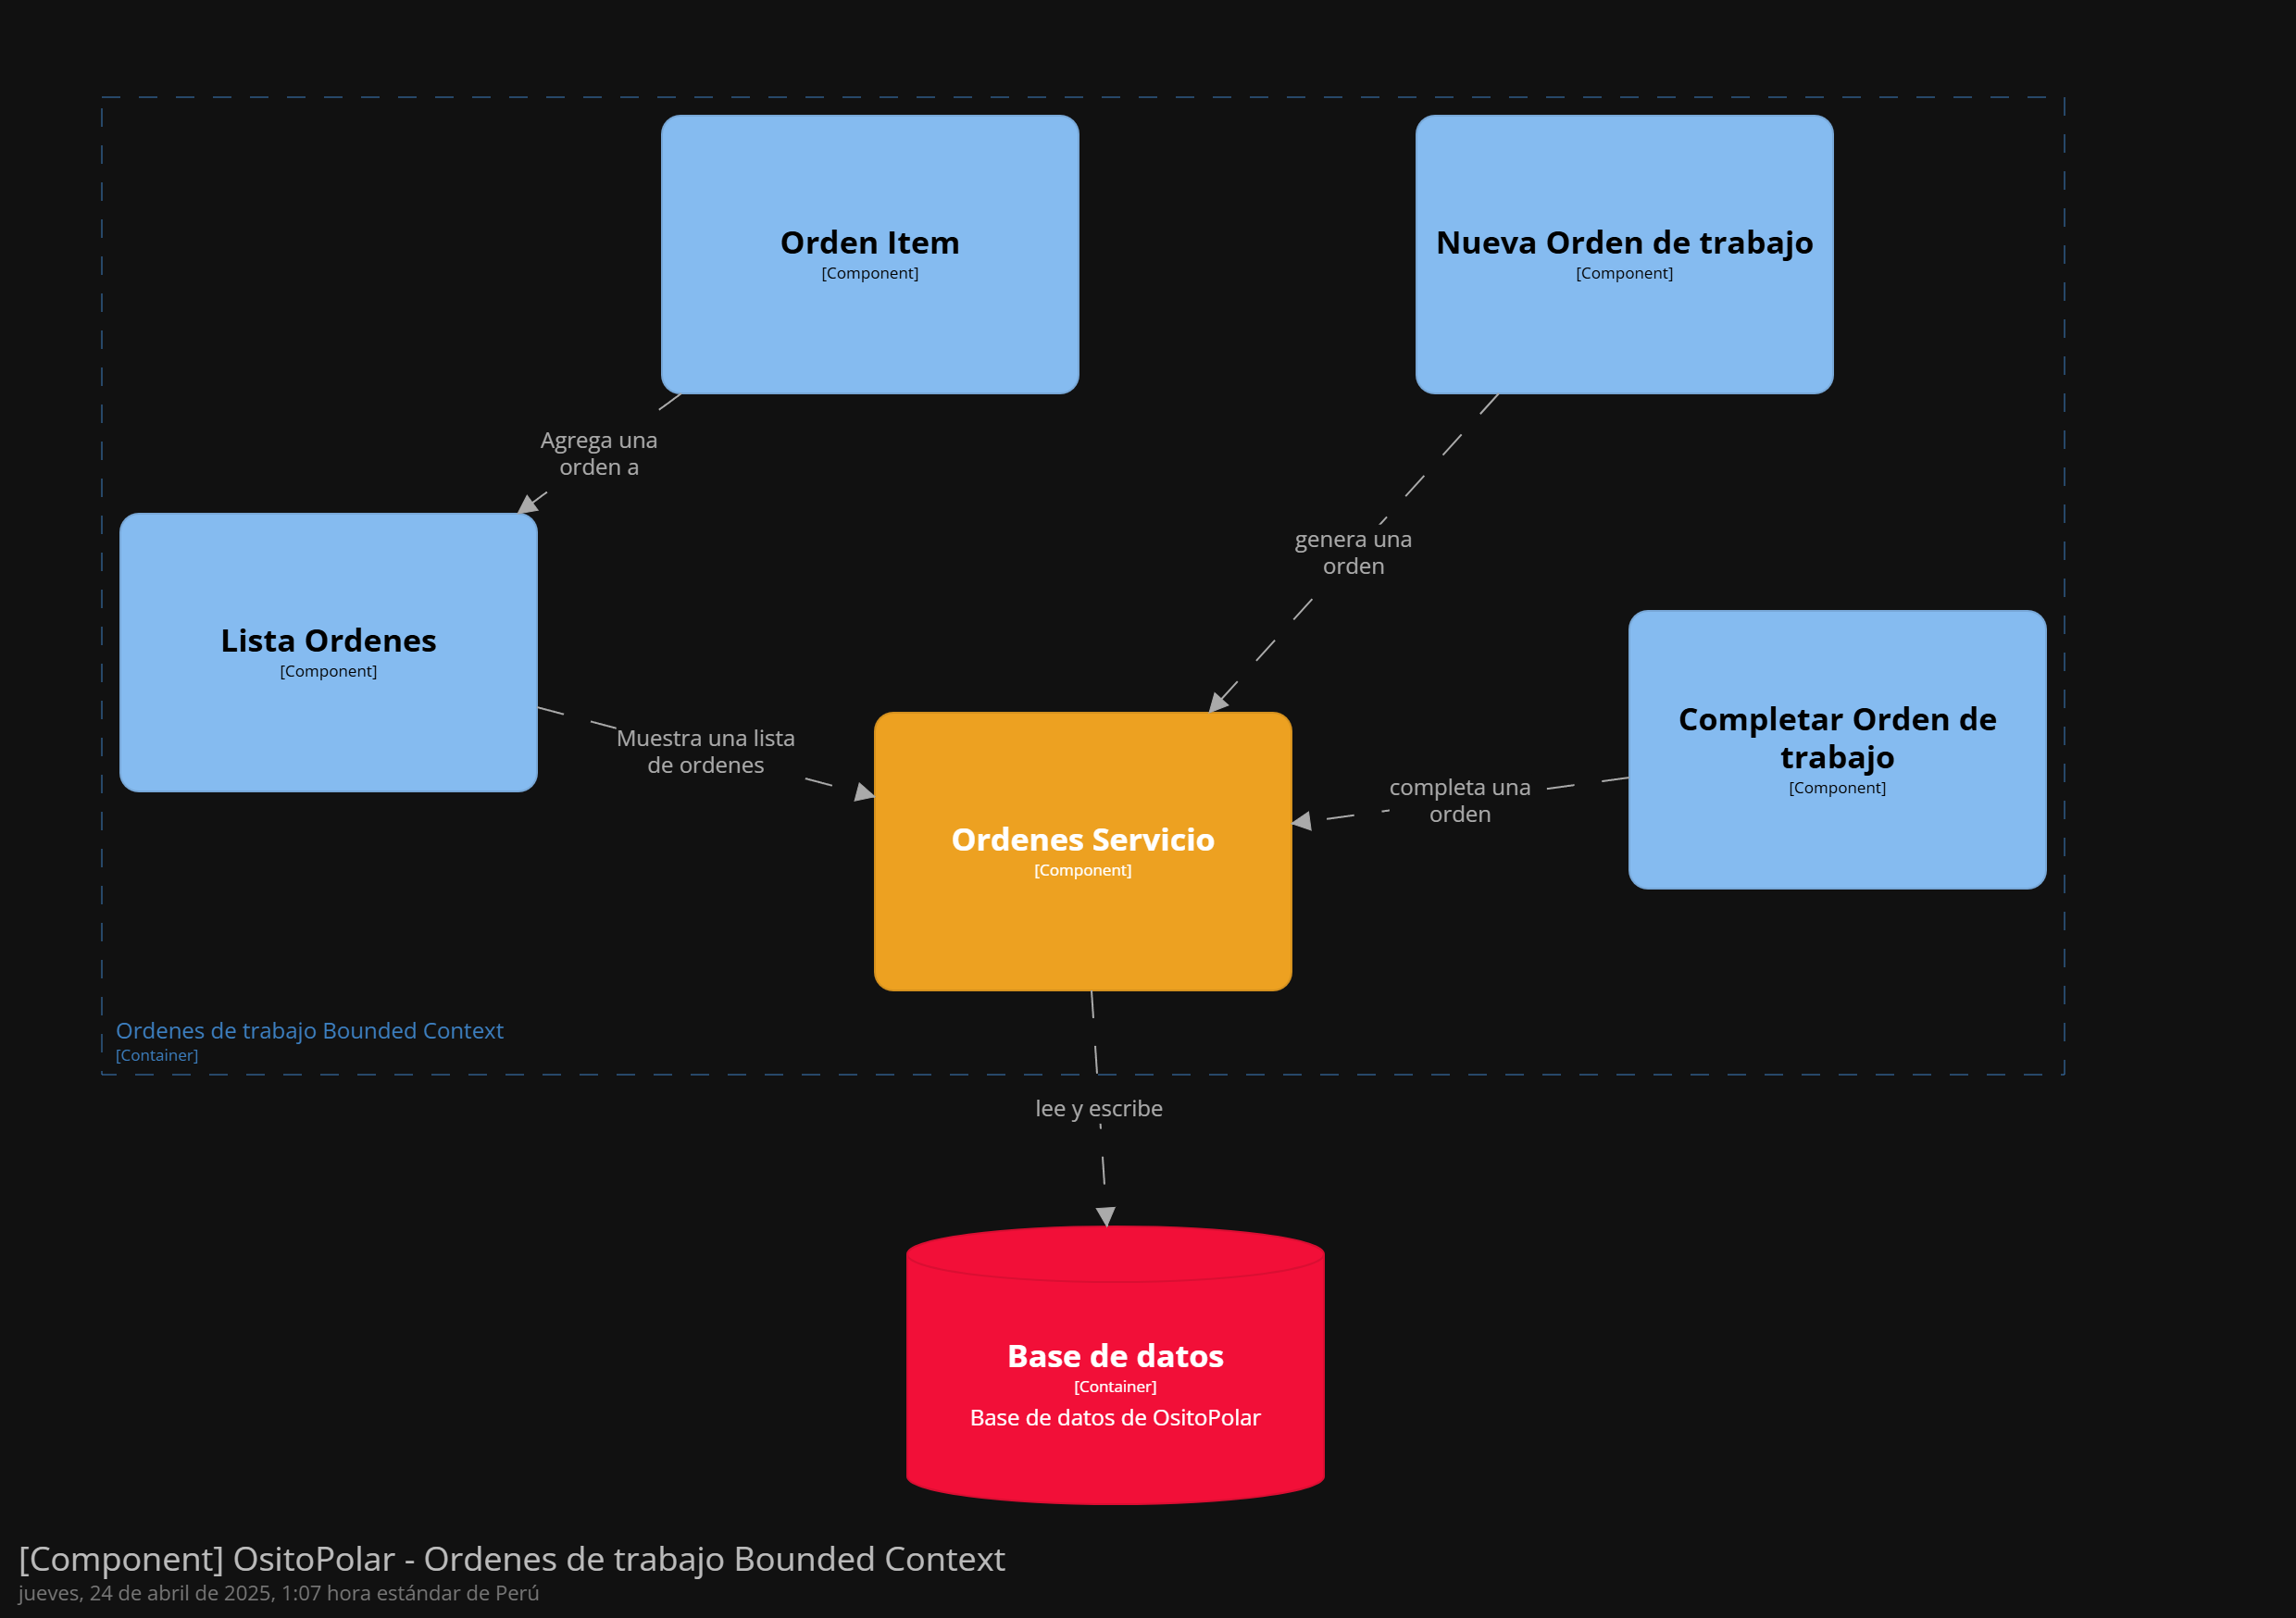 Orden Item
[Component]
Nueva Orden de trabajo
[Component]
Agrega una
orden a
genera una
orden
Lista Ordenes
[Component]
Completar Orden de
trabajo
[Component]
Muestra una lista
de ordenes
completa una
orden
Ordenes Servicio
[Component]
Ordenes de trabajo Bounded Context
[Container]
lee y escribe
Base de datos
[Container]
Base de datos de OsitoPolar
[Component] OsitoPolar - Ordenes de trabajo Bounded Context
jueves, 24 de abril de 2025, 1:07 hora estándar de Perú